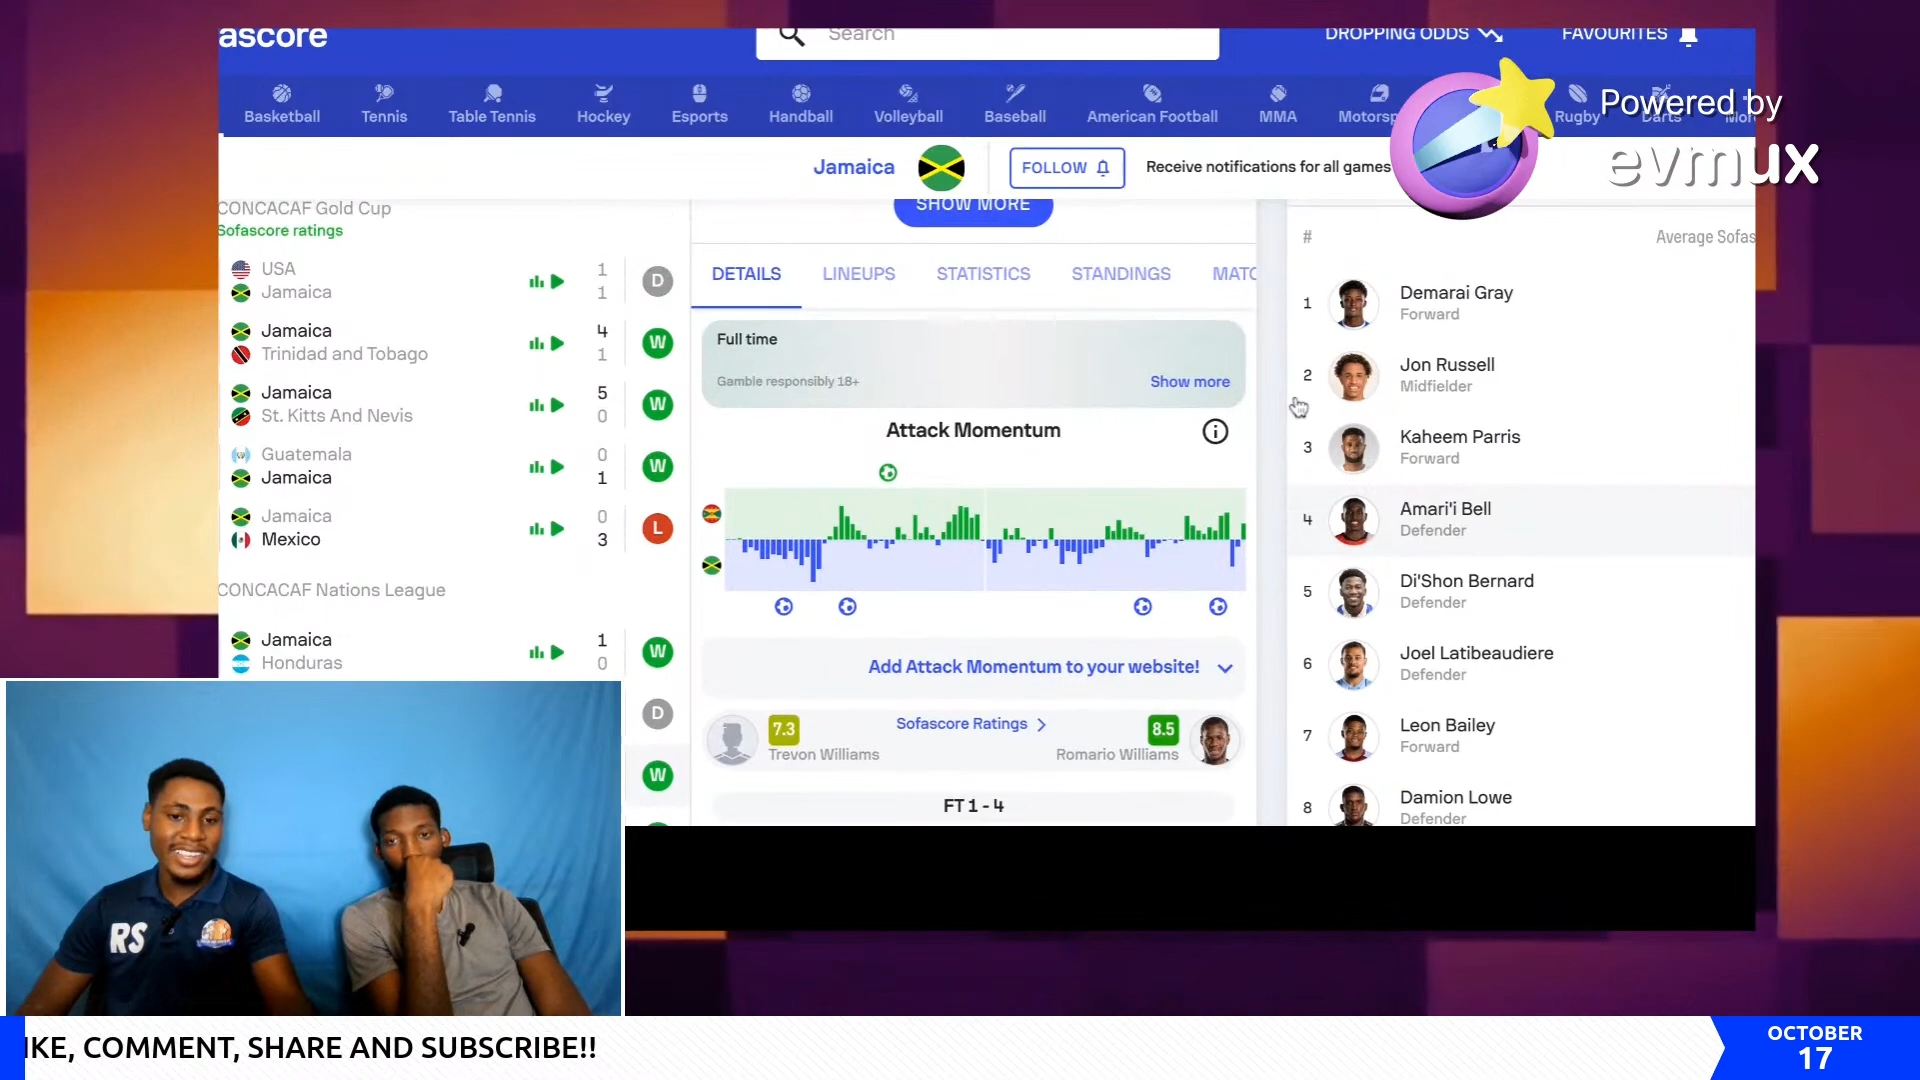 ascore
Search
DROPPING ODDS
FAVOURITES
Basketball
Tennis
Table Tennis
Hockey
Esports
Handball
Volleyball
Baseball
American Football
MMA
Motorsp
Rugby
Darts
Powered by
evmux
Jamaica
FOLLOW
Receive notifications for all games
CONCACAF Gold Cup
Sofascore ratings
USA 1
Jamaica 1
D
Jamaica 4
Trinidad and Tobago 1
W
Jamaica 5
St. Kitts And Nevis 0
W
Guatemala 0
Jamaica 1
W
Jamaica 0
Mexico 3
L
CONCACAF Nations League
Jamaica 1
Honduras 0
W
D
W
SHOW MORE
DETAILS
LINEUPS
STATISTICS
STANDINGS
MATC
Full time
Gamble responsibly 18+
Show more
Attack Momentum
Add Attack Momentum to your website!
7.3
Trevon Williams
Sofascore Ratings
8.5
Romario Williams
FT 1 - 4
# Average Sofas
1 Demarai Gray
Forward
2 Jon Russell
Midfielder
3 Kaheem Parris
Forward
4 Amari'i Bell
Defender
5 Di'Shon Bernard
Defender
6 Joel Latibeaudiere
Defender
7 Leon Bailey
Forward
8 Damion Lowe
Defender
RS
IKE, COMMENT, SHARE AND SUBSCRIBE!!
OCTOBER
17